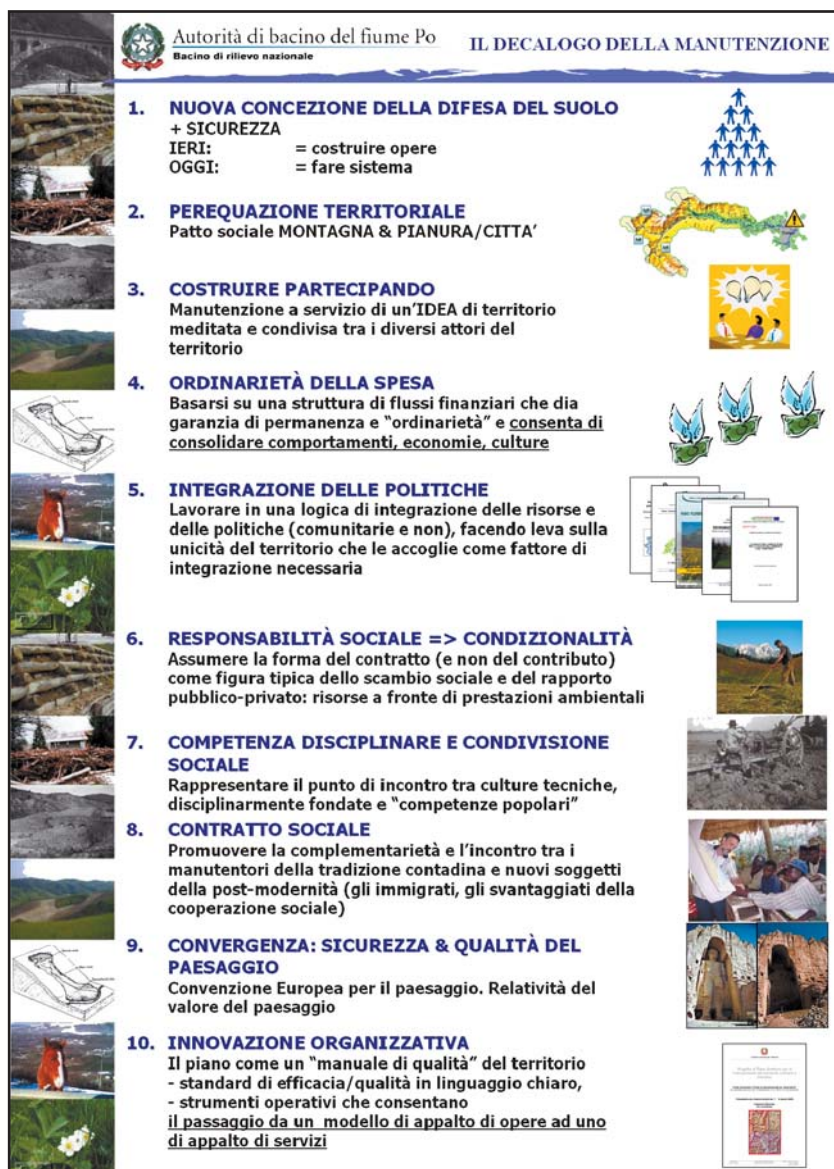 Autorità di bacino del fiume Po
Bacino di rilievo nazionale
IL DECALOGO DELLA MANUTENZIONE
1. NUOVA CONCEZIONE DELLA DIFESA DEL SUOLO
+ SICUREZZA
IERI: = costruire opere
OGGI: = fare sistema
2. PEREQUAZIONE TERRITORIALE
Patto sociale MONTAGNA & PIANURA/CITTA'
3. COSTRUIRE PARTECIPANDO
Manutenzione a servizio di un'IDEA di territorio
meditata e condivisa tra i diversi attori del
territorio
4. ORDINARIETÀ DELLA SPESA
Basarsi su una struttura di flussi finanziari che dia
garanzia di permanenza e "ordinarietà" e consenta di
consolidare comportamenti, economie, culture
5. INTEGRAZIONE DELLE POLITICHE
Lavorare in una logica di integrazione delle risorse e
delle politiche (comunitarie e non), facendo leva sulla
unicità del territorio che le accoglie come fattore di
integrazione necessaria
6. RESPONSABILITÀ SOCIALE => CONDIZIONALITÀ
Assumere la forma del contratto (e non del contributo)
come figura tipica dello scambio sociale e del rapporto
pubblico-privato: risorse a fronte di prestazioni ambientali
7. COMPETENZA DISCIPLINARE E CONDIVISIONE
SOCIALE
Rappresentare il punto di incontro tra culture tecniche,
disciplinarmente fondate e "competenze popolari"
8. CONTRATTO SOCIALE
Promuovere la complementarietà e l'incontro tra i
manutentori della tradizione contadina e nuovi soggetti
della post-modernità (gli immigrati, gli svantaggiati della
cooperazione sociale)
9. CONVERGENZA: SICUREZZA & QUALITÀ DEL
PAESAGGIO
Convenzione Europea per il paesaggio. Relatività del
valore del paesaggio
10. INNOVAZIONE ORGANIZZATIVA
Il piano come un "manuale di qualità" del territorio
- standard di efficacia/qualità in linguaggio chiaro,
- strumenti operativi che consentano
il passaggio da un modello di appalto di opere ad uno
di appalto di servizi